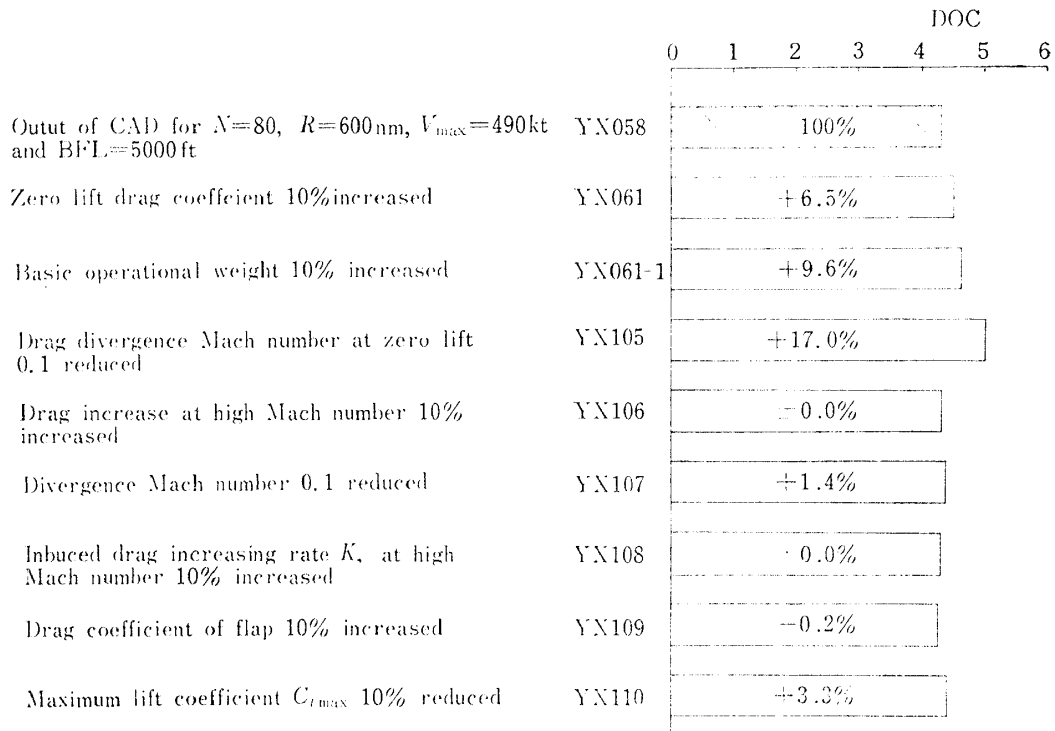 DOC
0 1 2 3 4 5 6
Outut of CAD for N=80, R=600nm, Vmax=490kt YX058 100%
and BFL=5000ft
Zero lift drag coeffcient 10%increased YX061 +6.5%
Basic operational weight 10% increased YX061-1 +9.6%
Drag divergence Mach number at zero lift YX105 +17.0%
0.1 reduced
Drag increase at high Mach number 10% YX106 0.0%
increased
Divergence Mach number 0.1 reduced YX107 +1.4%
Inbuced drag increasing rate K, at high YX108 0.0%
Mach number 10% increased
Drag coefficient of flap 10% increased YX109 −0.2%
Maximum lift coefficient Clmax 10% reduced YX110 +3.3%